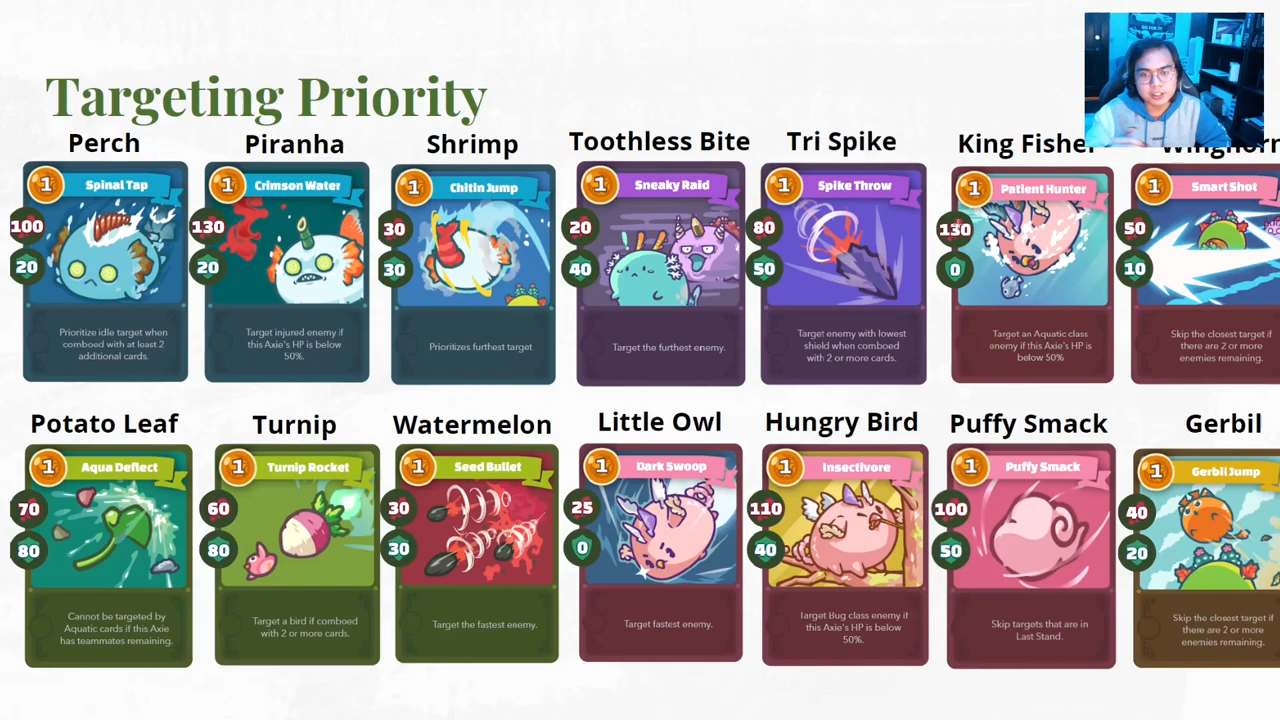 Targeting Priority
Perch
Piranha
Shrimp
Toothless Bite
Tri Spike
King Fisher
Winghorn
1
Spinal Tap
100
20
Prioritize idle target when
comboed with at least 2
additional cards.
1
Crimson Water
130
20
Target injured enemy if
this Axie's HP is below
50%.
1
Chitin Jump
30
30
Prioritizes furthest target
1
Sneaky Raid
20
40
Target the furthest enemy.
1
Spike Throw
80
50
Target enemy with lowest
shield when comboed
with 2 or more cards.
1
Patient Hunter
130
0
Target an Aquatic class
enemy if this Axie's HP is
below 50%
1
Smart Shot
50
10
Skip the closest target if
there are 2 or more
enemies remaining.
Potato Leaf
Turnip
Watermelon
Little Owl
Hungry Bird
Puffy Smack
Gerbil
1
Aqua Deflect
70
80
Cannot be targeted by
Aquatic cards if this Axie
has teammates remaining.
1
Turnip Rocket
60
80
Target a bird if comboed
with 2 or more cards.
1
Seed Bullet
30
30
Target the fastest enemy.
1
Dark Swoop
25
0
Target fastest enemy.
1
Insectivore
110
40
Target Bug class enemy if
this Axie's HP is below
50%.
1
Puffy Smack
100
50
Skip targets that are in
Last Stand.
1
Gerbil Jump
40
20
Skip the closest target if
there are 2 or more
enemies remaining.